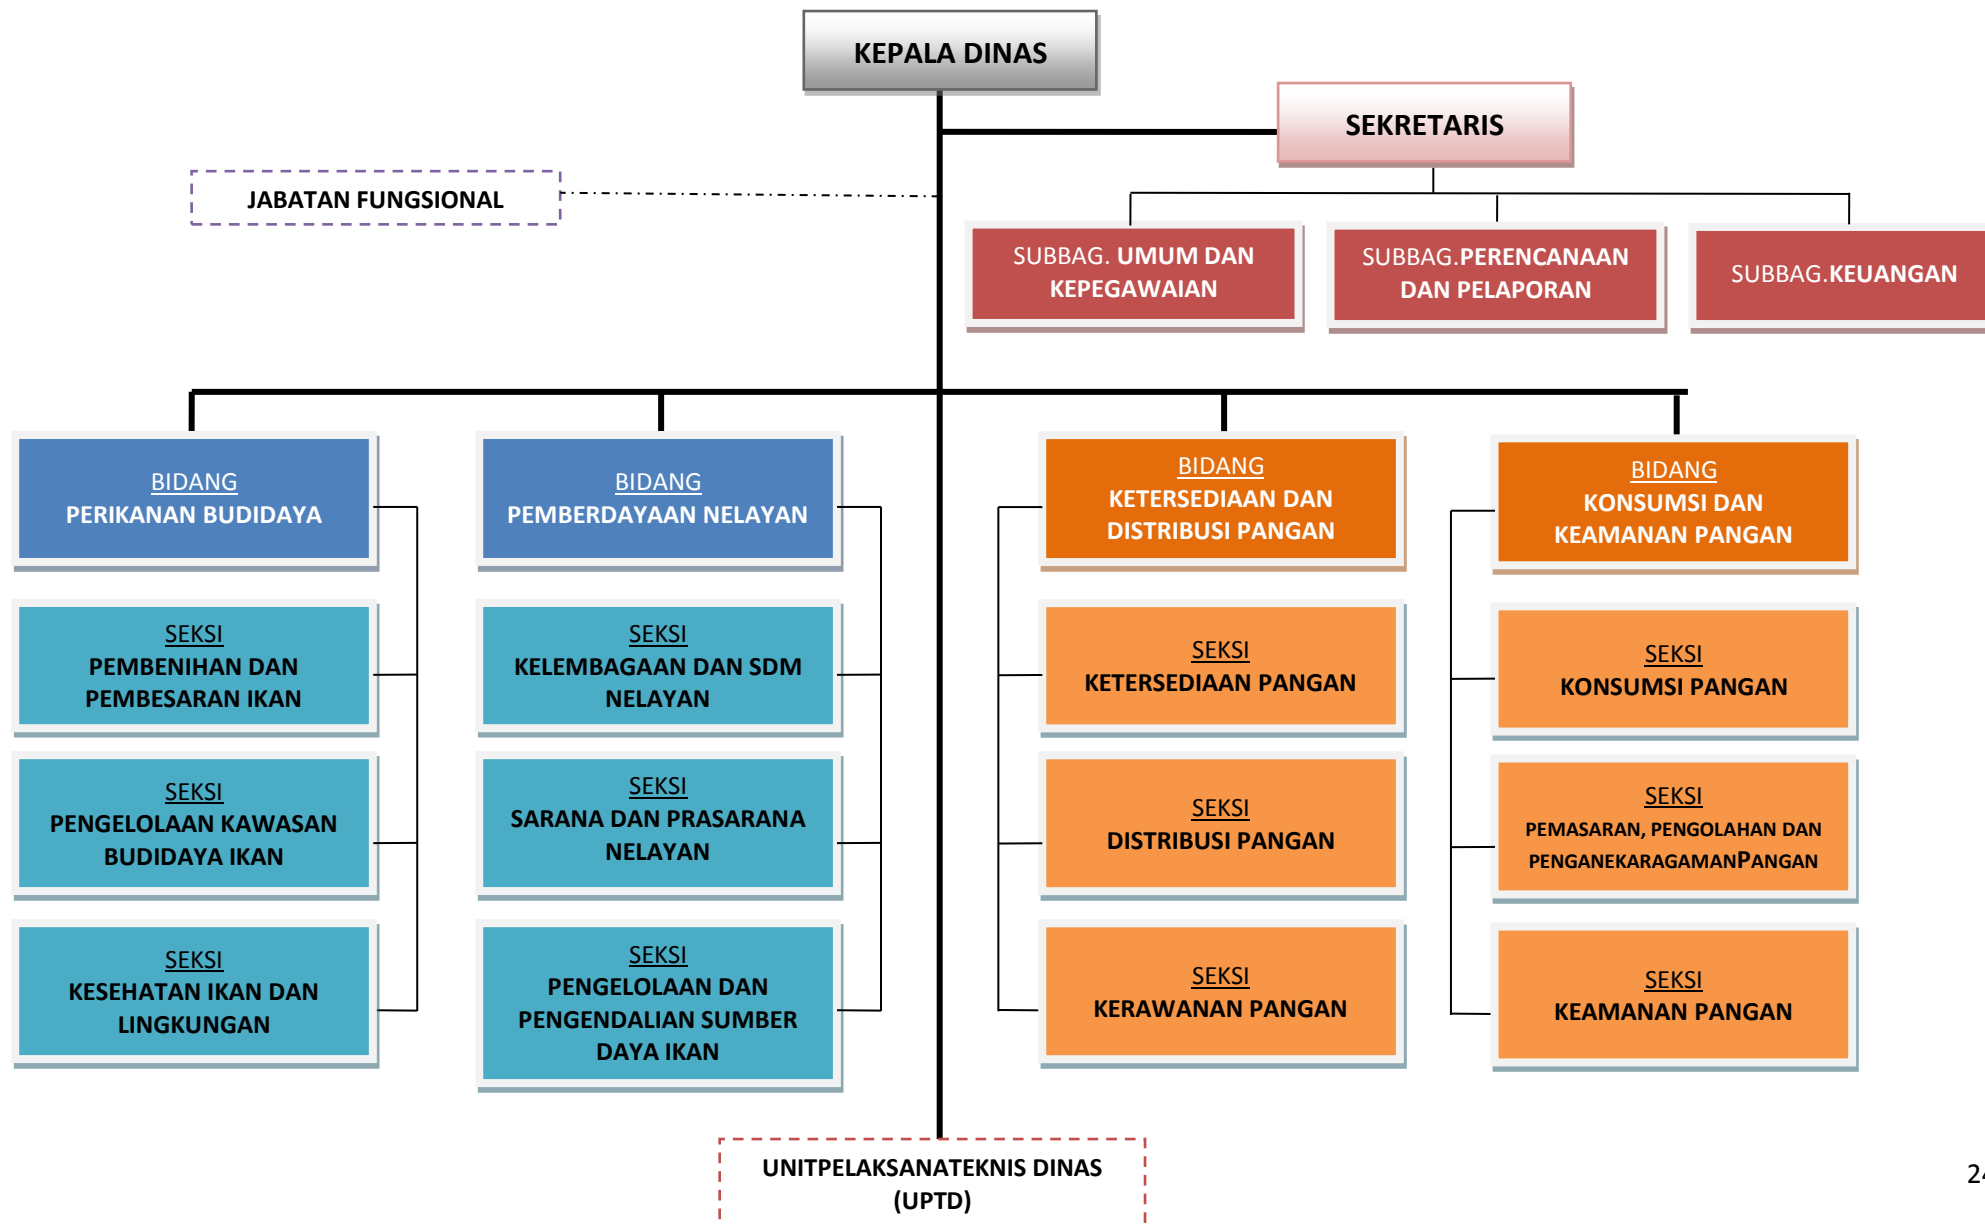 KEPALA DINAS
SEKRETARIS
JABATAN FUNGSIONAL
SUBBAG. UMUM DAN
KEPEGAWAIAN
SUBBAG.PERENCANAAN
DAN PELAPORAN
SUBBAG.KEUANGAN
BIDANG
PERIKANAN BUDIDAYA
BIDANG
PEMBERDAYAAN NELAYAN
BIDANG
KETERSEDIAAN DAN
DISTRIBUSI PANGAN
BIDANG
KONSUMSI DAN
KEAMANAN PANGAN
SEKSI
PEMBENIHAN DAN
PEMBESARAN IKAN
SEKSI
KELEMBAGAAN DAN SDM
NELAYAN
SEKSI
KETERSEDIAAN PANGAN
SEKSI
KONSUMSI PANGAN
SEKSI
PENGELOLAAN KAWASAN
BUDIDAYA IKAN
SEKSI
SARANA DAN PRASARANA
NELAYAN
SEKSI
DISTRIBUSI PANGAN
SEKSI
PEMASARAN, PENGOLAHAN DAN
PENGANEKARAGAMANPANGAN
SEKSI
KESEHATAN IKAN DAN
LINGKUNGAN
SEKSI
PENGELOLAAN DAN
PENGENDALIAN SUMBER
DAYA IKAN
SEKSI
KERAWANAN PANGAN
SEKSI
KEAMANAN PANGAN
UNITPELAKSANATEKNIS DINAS
(UPTD)
24